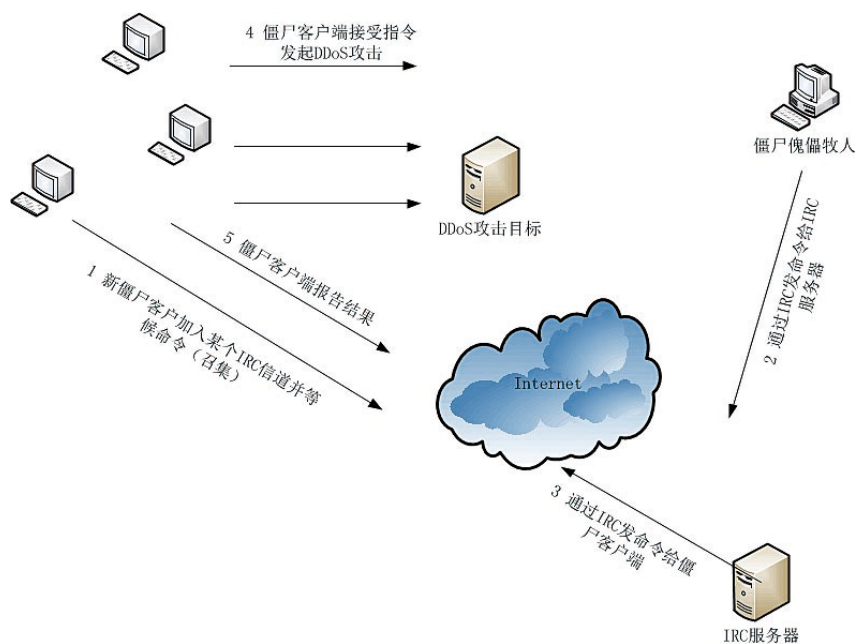 4 僵尸客户端接受指令
发起DDoS攻击
僵尸傀儡牧人
DDoS攻击目标
5 僵尸客户端报告结果
1 新僵尸客户加入某个IRC信道并等
候命令（召集）
2 通过IRC发命令给IRC
服务器
Internet
3 通过IRC发命令给僵
尸客户端
IRC服务器